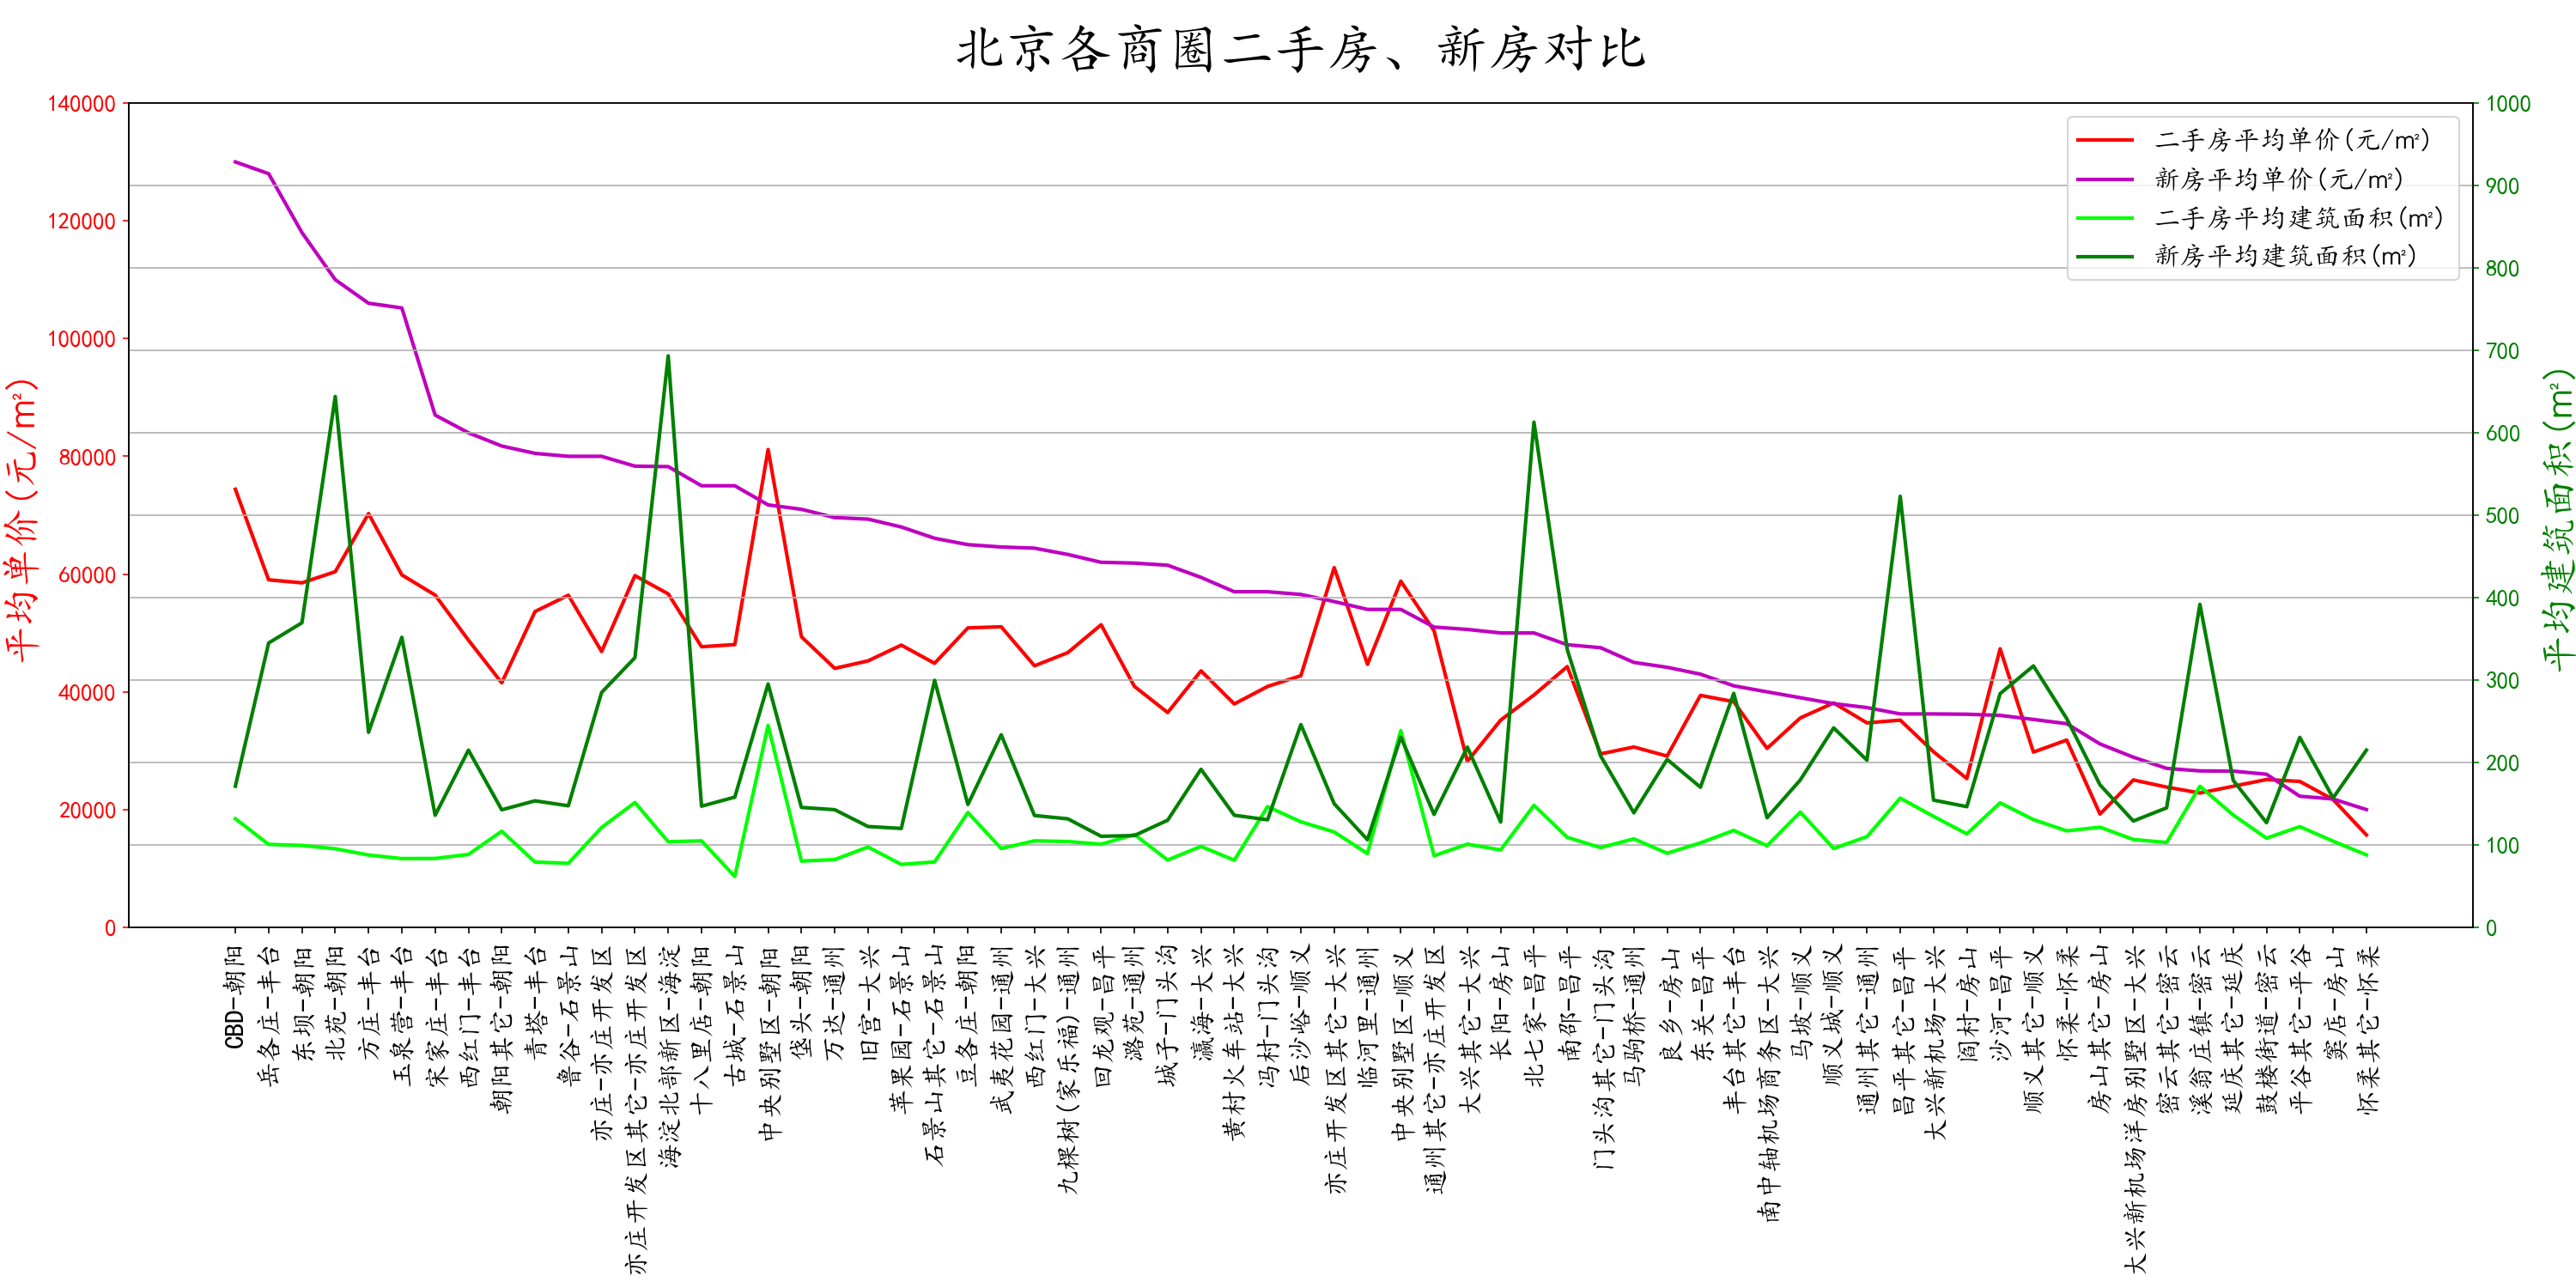 北京各商圈二手房、新房对比
140000
120000
100000
80000
60000
40000
20000
0
平均单价(元/㎡)
1000
900
800
700
600
500
400
300
200
100
0
平均建筑面积(㎡)
二手房平均单价(元/㎡)
新房平均单价(元/㎡)
二手房平均建筑面积(㎡)
新房平均建筑面积(㎡)
CBD-朝阳
岳各庄-丰台
东坝-朝阳
北苑-朝阳
方庄-丰台
玉泉营-丰台
宋家庄-丰台
西红门-丰台
朝阳其它-朝阳
青塔-丰台
鲁谷-石景山
亦庄-亦庄开发区
亦庄开发区其它-亦庄开发区
海淀北部新区-海淀
十八里店-朝阳
古城-石景山
中央别墅区-朝阳
垡头-朝阳
万达-通州
旧宫-大兴
苹果园-石景山
石景山其它-石景山
豆各庄-朝阳
武夷花园-通州
西红门-大兴
九棵树(家乐福)-通州
回龙观-昌平
潞苑-通州
城子-门头沟
瀛海-大兴
黄村火车站-大兴
冯村-门头沟
后沙峪-顺义
亦庄开发区其它-大兴
临河里-通州
中央别墅区-顺义
通州其它-亦庄开发区
大兴其它-大兴
长阳-房山
北七家-昌平
南邵-昌平
门头沟其它-门头沟
马驹桥-通州
良乡-房山
东关-昌平
丰台其它-丰台
南中轴机场商务区-大兴
马坡-顺义
顺义城-顺义
通州其它-通州
昌平其它-昌平
大兴新机场-大兴
阎村-房山
沙河-昌平
顺义其它-顺义
怀柔-怀柔
房山其它-房山
大兴新机场洋房别墅区-大兴
密云其它-密云
溪翁庄镇-密云
延庆其它-延庆
鼓楼街道-密云
平谷其它-平谷
窦店-房山
怀柔其它-怀柔